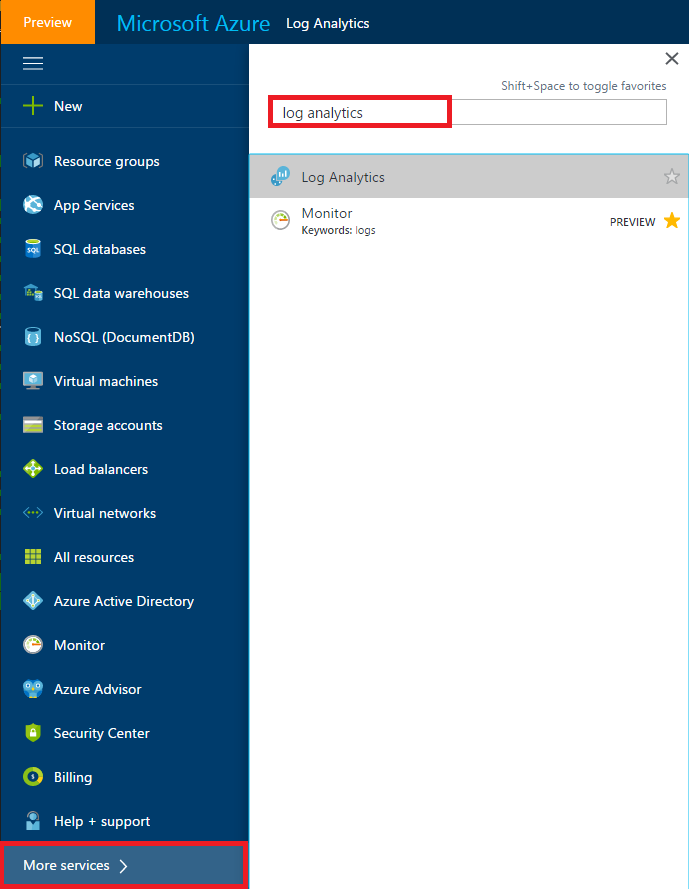 Preview
Microsoft Azure Log Analytics
New
Resource groups
App Services
SQL databases
SQL data warehouses
NoSQL (DocumentDB)
Virtual machines
Storage accounts
Load balancers
Virtual networks
All resources
Azure Active Directory
Monitor
Azure Advisor
Security Center
Billing
Help + support
More services
Shift+Space to toggle favorites
log analytics
Log Analytics
Monitor
PREVIEW
Keywords: logs